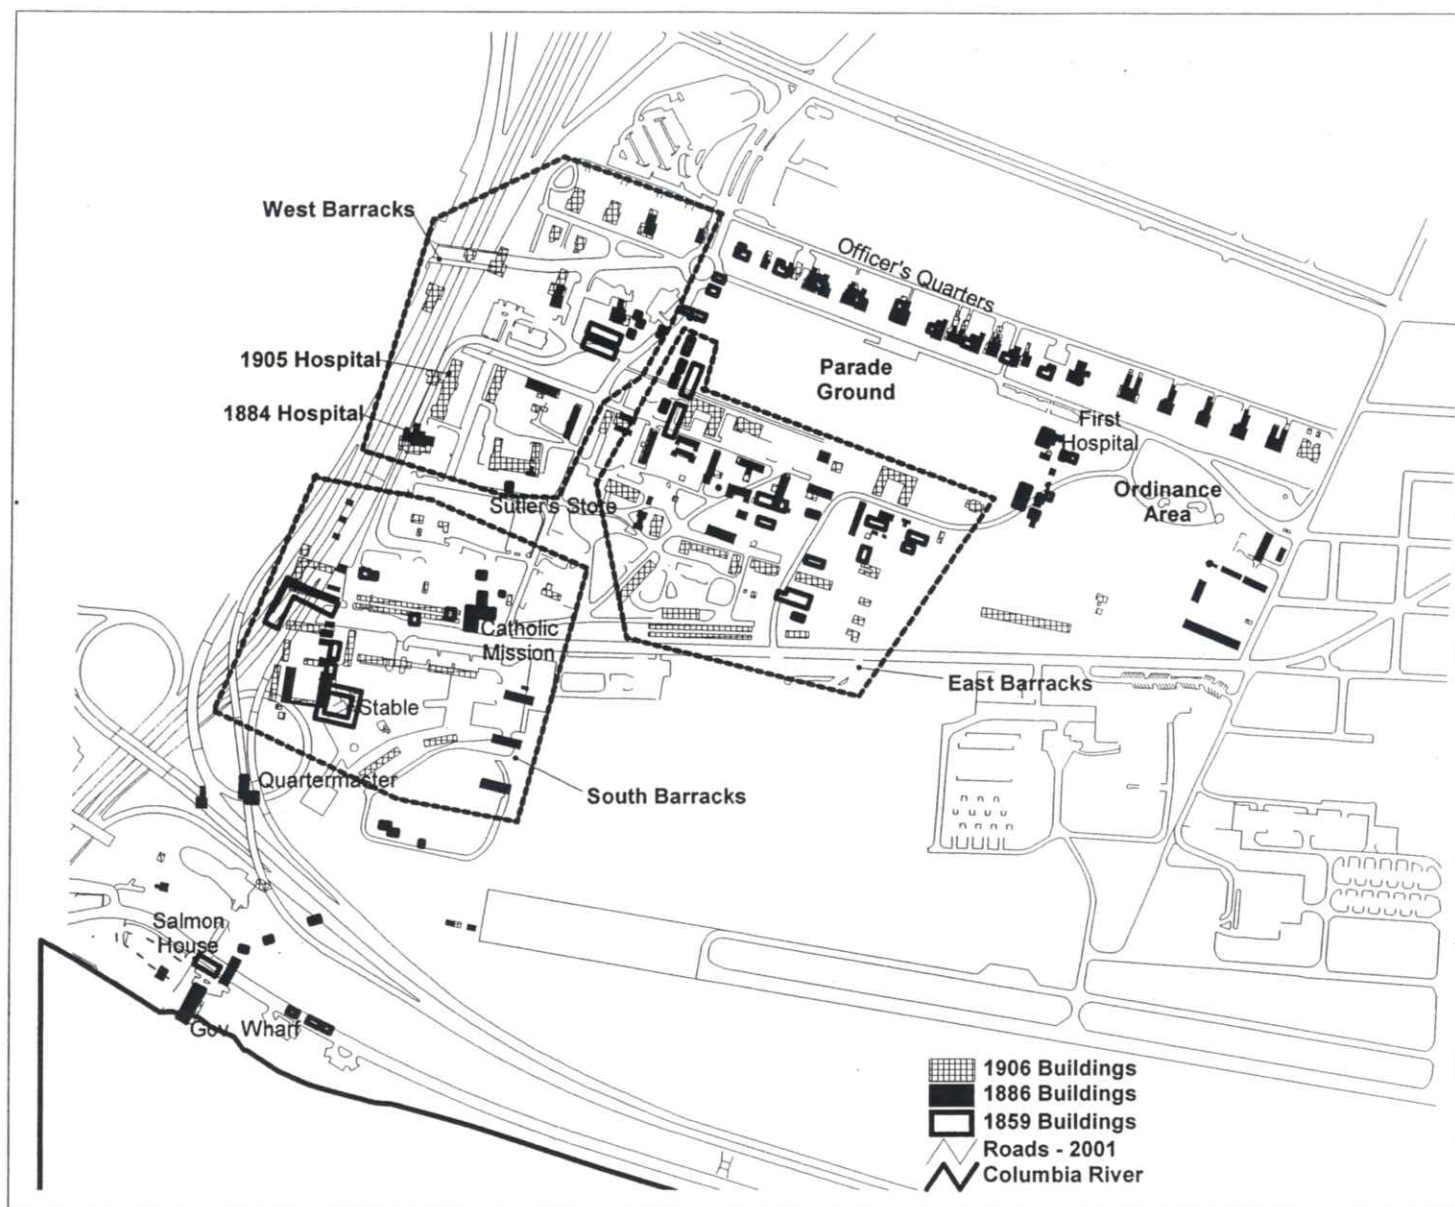 West Barracks
Officer's Quarters
1905 Hospital
Parade
Ground
1884 Hospital
First
Hospital
Ordinance
Area
Sutler's Store
Catholic
Mission
East Barracks
Stable
Quartermaster
South Barracks
Salmon
House
Gov. Wharf
1906 Buildings
1886 Buildings
1859 Buildings
Roads - 2001
Columbia River